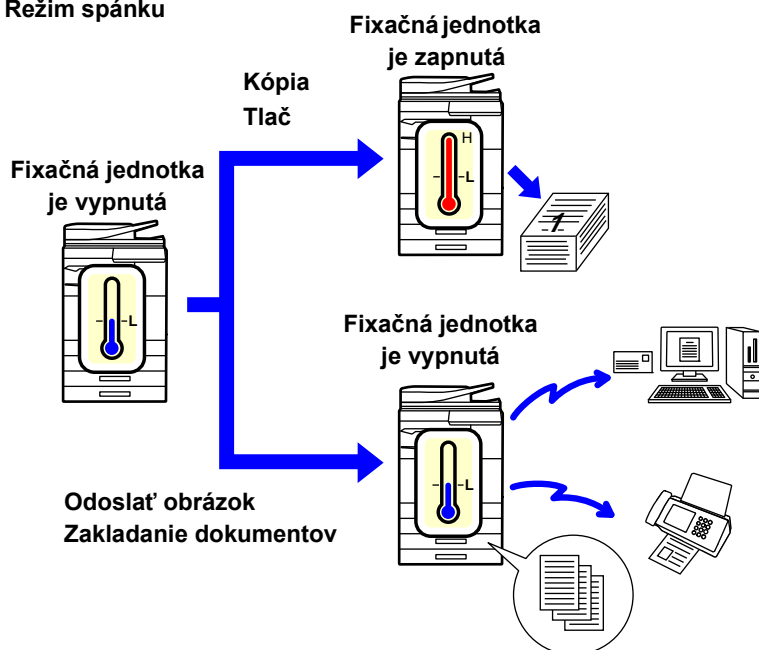 Režim spánku
Fixačná jednotka
je zapnutá
Kópia
Tlač
H
L
1
Fixačná jednotka
je vypnutá
L
Fixačná jednotka
je vypnutá
L
Odoslať obrázok
Zakladanie dokumentov